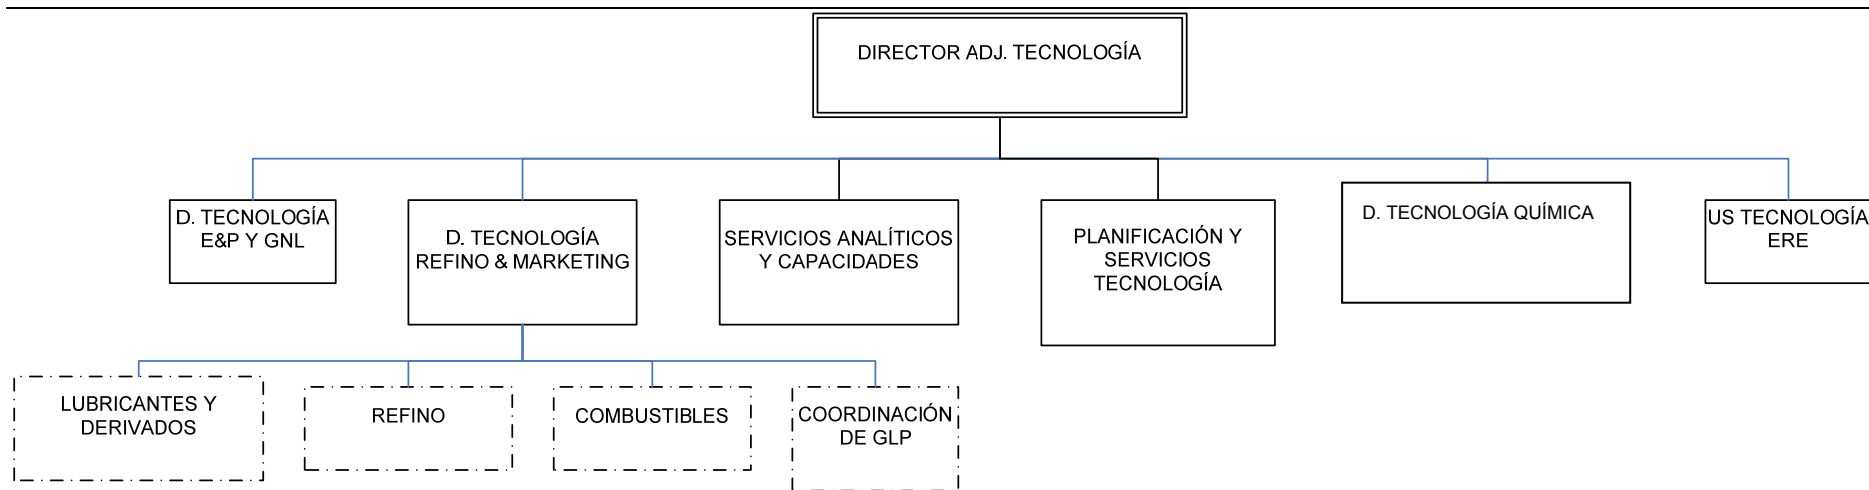 DIRECTOR ADJ. TECNOLOGÍA
D. TECNOLOGÍA
E&P Y GNL
D. TECNOLOGÍA
REFINO & MARKETING
SERVICIOS ANALÍTICOS
Y CAPACIDADES
PLANIFICACIÓN Y
SERVICIOS
TECNOLOGÍA
D. TECNOLOGÍA QUÍMICA
US TECNOLOGÍA
ERE
LUBRICANTES Y
DERIVADOS
REFINO
COMBUSTIBLES
COORDINACIÓN
DE GLP